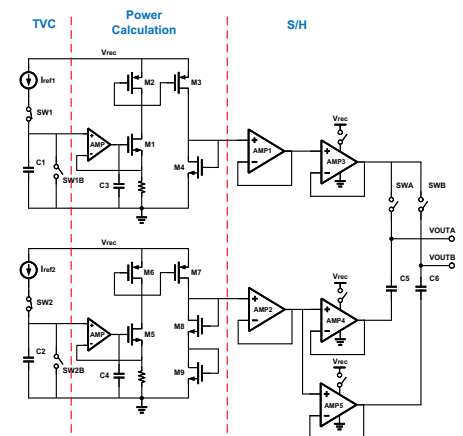 TVC
Power
Calculation
S/H
Vrec
Iref1
M2
M3
SW1
AMP
M1
AMP1
Vrec
AMP3
SWA
SWB
C1
SW1B
C3
M4
VOUTA
VOUTB
Vrec
Iref2
M6
M7
Vrec
C5
C6
SW2
AMP
M5
M8
AMP2
AMP4
C2
SW2B
C4
M9
Vrec
AMP5